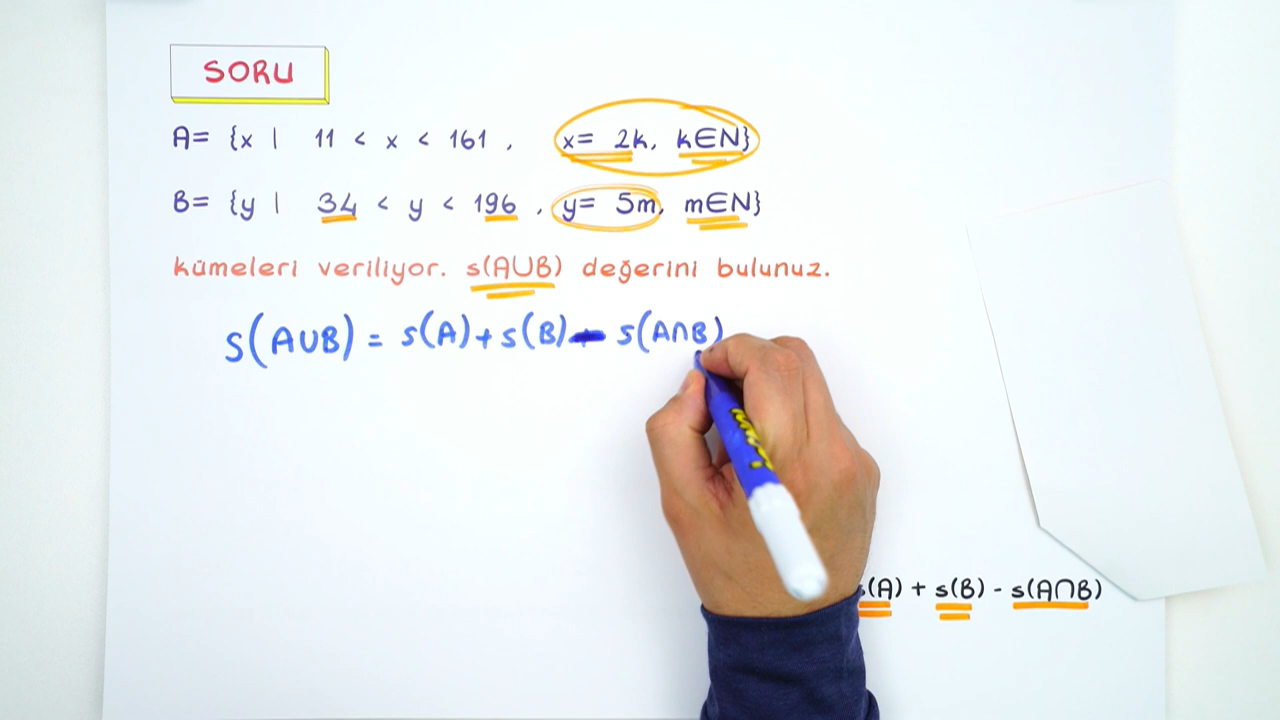 SORU
A= {x | 11 < x < 161 , x= 2k, k∈N}
B= {y | 34 < y < 196 , y= 5m, m∈N}
kümeleri veriliyor. s(A∪B) değerini bulunuz.
s(A∪B) = s(A)+s(B)- s(A∩B)
s(A) + s(B) - s(A∩B)